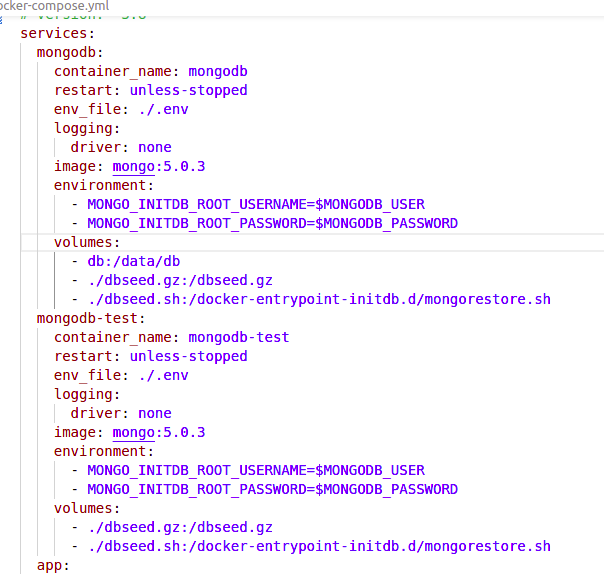 ocker-compose.yml
services:
  mongodb:
    container_name: mongodb
    restart: unless-stopped
    env_file: ./.env
    logging:
      driver: none
    image: mongo:5.0.3
    environment:
      - MONGO_INITDB_ROOT_USERNAME=$MONGODB_USER
      - MONGO_INITDB_ROOT_PASSWORD=$MONGODB_PASSWORD
    volumes:
      - db:/data/db
      - ./dbseed.gz:/dbseed.gz
      - ./dbseed.sh:/docker-entrypoint-initdb.d/mongorestore.sh
  mongodb-test:
    container_name: mongodb-test
    restart: unless-stopped
    env_file: ./.env
    logging:
      driver: none
    image: mongo:5.0.3
    environment:
      - MONGO_INITDB_ROOT_USERNAME=$MONGODB_USER
      - MONGO_INITDB_ROOT_PASSWORD=$MONGODB_PASSWORD
    volumes:
      - ./dbseed.gz:/dbseed.gz
      - ./dbseed.sh:/docker-entrypoint-initdb.d/mongorestore.sh
  app: